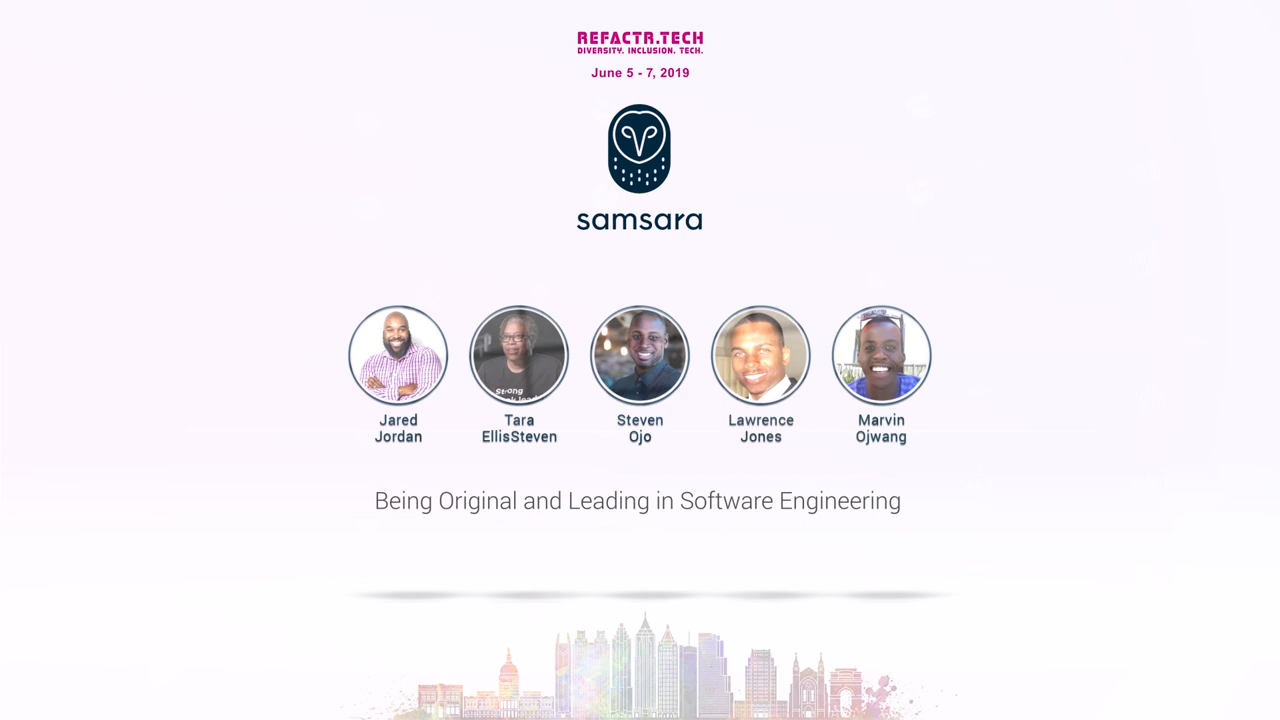 REFACTR.TECH
DIVERSITY. INCLUSION. TECH.
June 5 - 7, 2019
samsara
Strong
Jared Jordan
Tara EllisSteven
Steven Ojo
Lawrence Jones
Marvin Ojwang
Being Original and Leading in Software Engineering